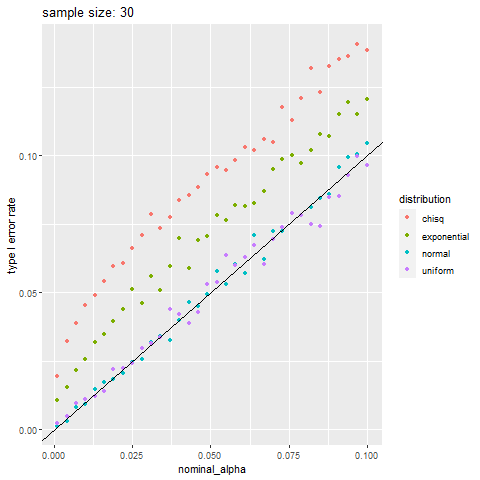 sample size: 30
type I error rate
0.10
0.05
0.00
0.000
0.025
0.050
0.075
0.100
nominal_alpha
distribution
chisq
exponential
normal
uniform